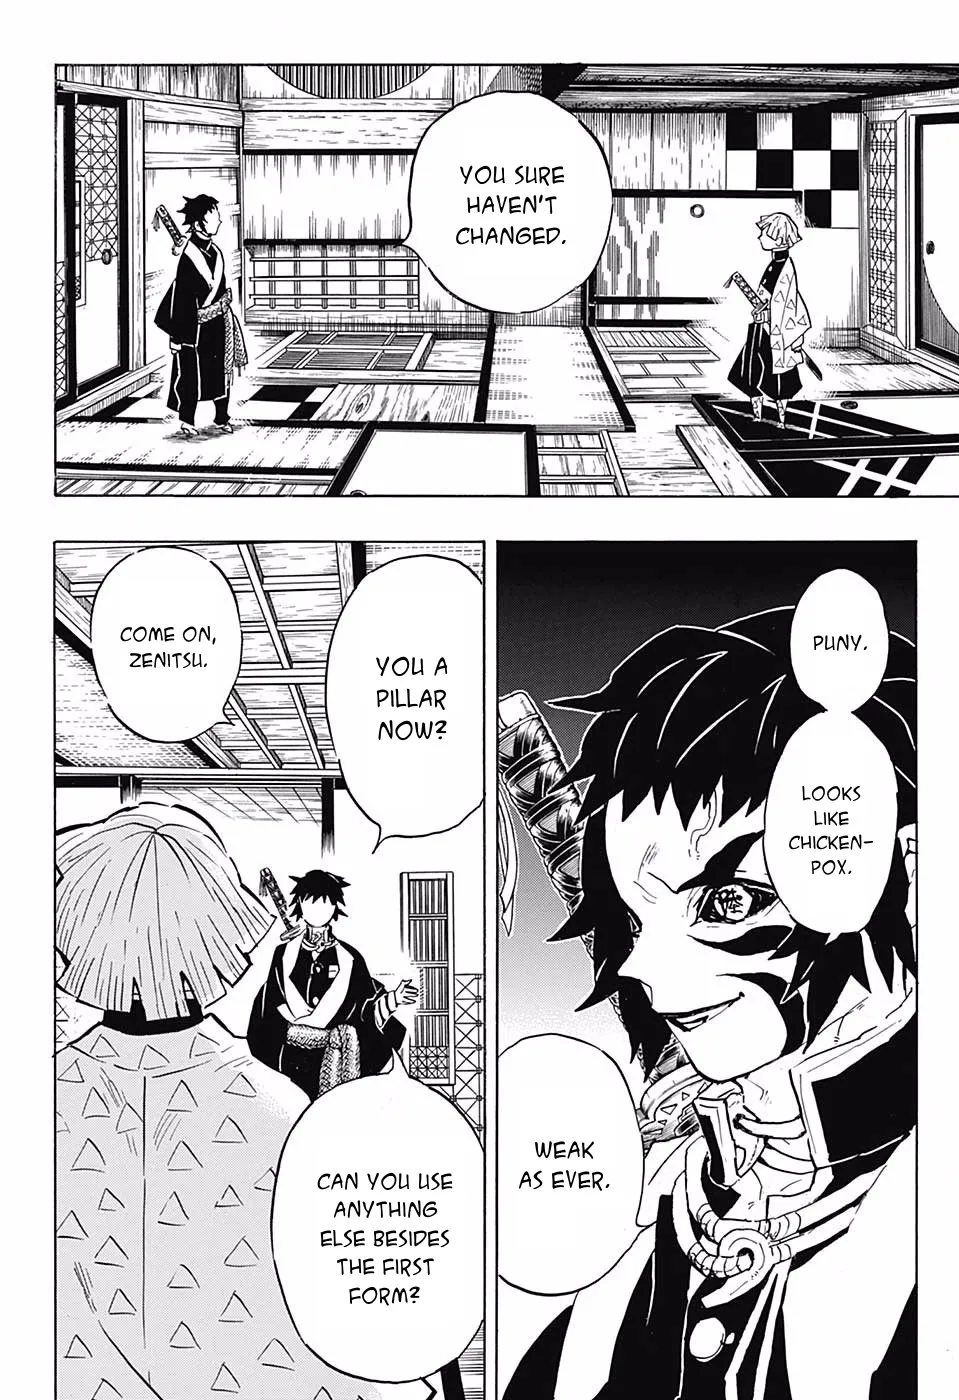 YOU SURE
HAVEN'T
CHANGED.
PUNY.
LOOKS
LIKE
CHICKEN-
POX.
WEAK
AS EVER.
YOU A
PILLAR
NOW?
COME ON,
ZENITSU.
CAN YOU USE
ANYTHING
ELSE BESIDES
THE FIRST
FORM?